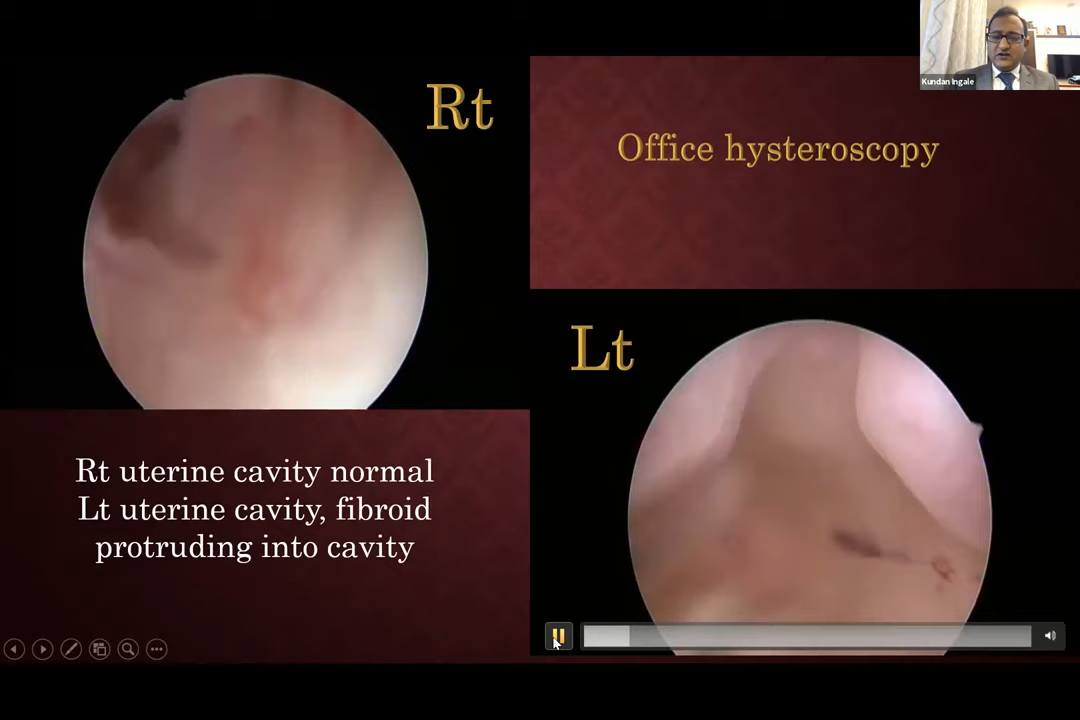 Rt
Office hysteroscopy
Kundan Ingale
Lt
Rt uterine cavity normal
Lt uterine cavity, fibroid
protruding into cavity